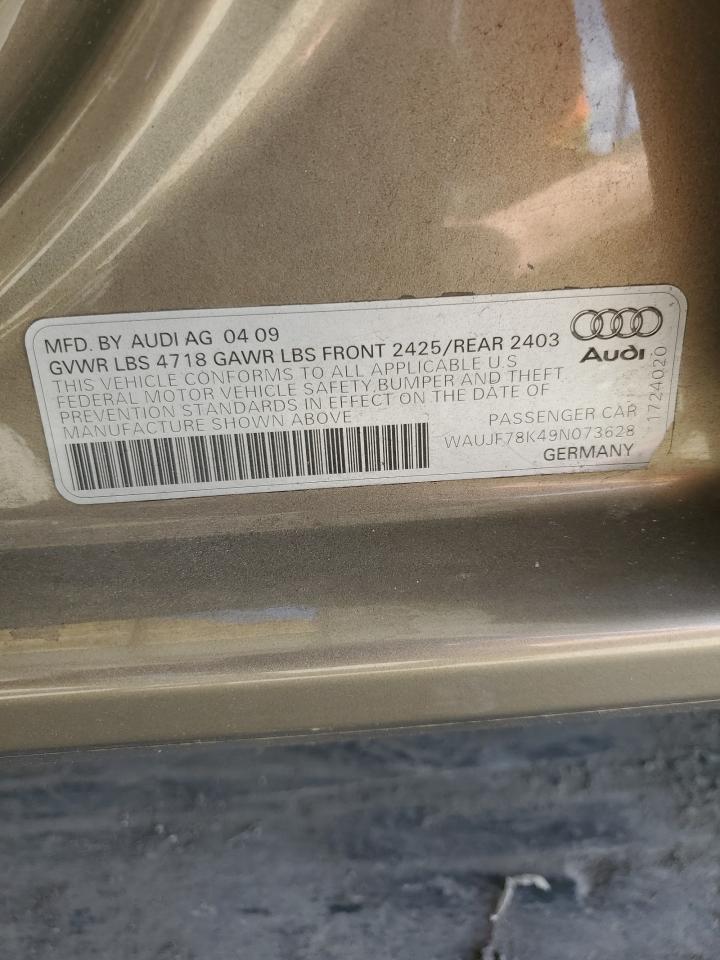 MFD. BY AUDI AG 04 09
GVWR LBS 4718 GAWR LBS FRONT 2425/REAR 2403
THIS VEHICLE CONFORMS TO ALL APPLICABLE U.S
FEDERAL MOTOR VEHICLE SAFETY,BUMPER AND THEFT
PREVENTION STANDARDS IN EFFECT ON THE DATE OF
MANUFACTURE SHOWN ABOVE
PASSENGER CAR
WAUJF78K49N073628
GERMANY
Audi
1724020